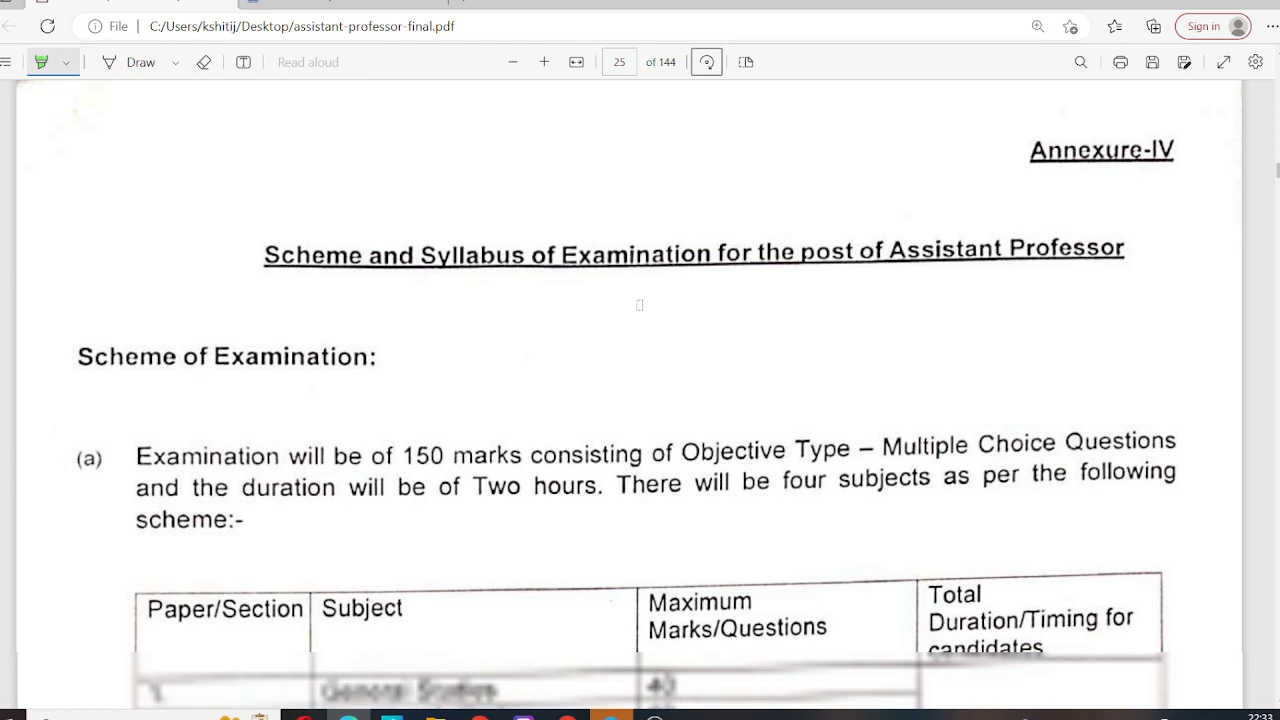 File | C:/Users/kshitij/Desktop/assistant-professor-final.pdf
Sign in
Draw
Read aloud
25 of 144
Annexure-IV
Scheme and Syllabus of Examination for the post of Assistant Professor
Scheme of Examination:
(a) Examination will be of 150 marks consisting of Objective Type – Multiple Choice Questions
and the duration will be of Two hours. There will be four subjects as per the following
scheme:-
Paper/Section
Subject
Maximum
Marks/Questions
Total
Duration/Timing for
candidates
General Studies
40
22:33